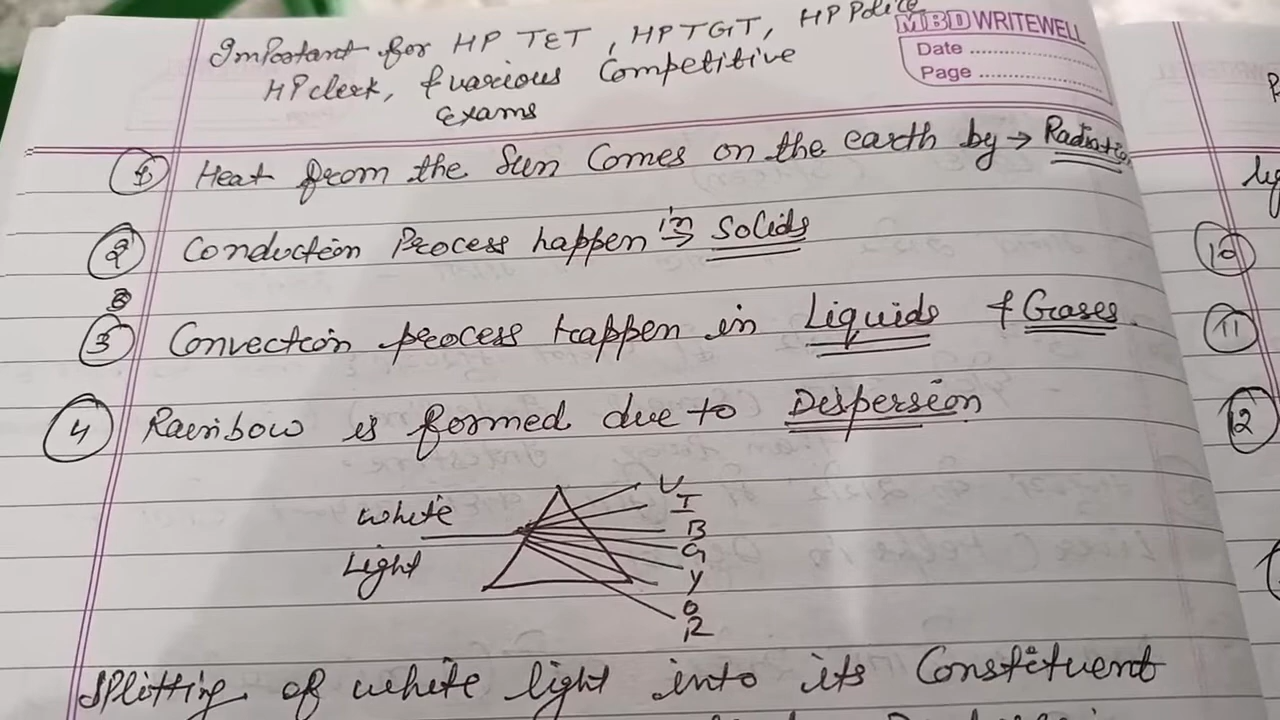 Important for HP TET, HP TGT, HP Police
HP clerk, & various Competitive
exams
MBD WRITEWELL
Date
Page
① Heat from the Sun Comes on the earth by → Radiatio
② Conduction Process happen in → Solids
③ Convection process happen in Liquids & Gases.
④ Rainbow is formed due to Dispersion
White
Light
V
I
B
G
Y
O
R
Splitting of white light into its Constituent
10
11
12